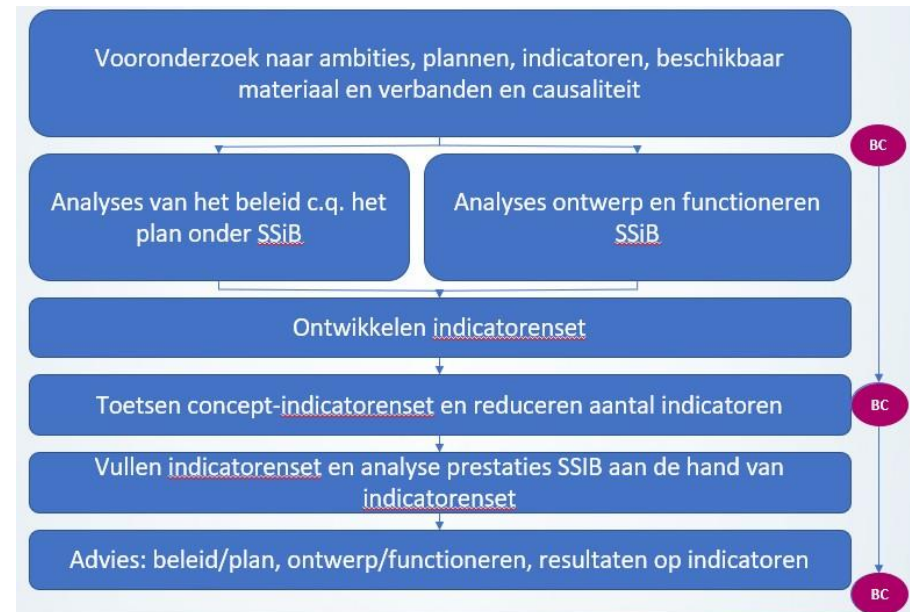 Vooronderzoek naar ambities, plannen, indicatoren, beschikbaar
materiaal en verbanden en causaliteit
BC
Analyses van het beleid c.q. het
plan onder SSiB
Analyses ontwerp en functioneren
SSiB
Ontwikkelen indicatorenset
Toetsen concept-indicatorenset en reduceren aantal indicatoren
BC
Vullen indicatorenset en analyse prestaties SSIB aan de hand van
indicatorenset
Advies: beleid/plan, ontwerp/functioneren, resultaten op indicatoren
BC